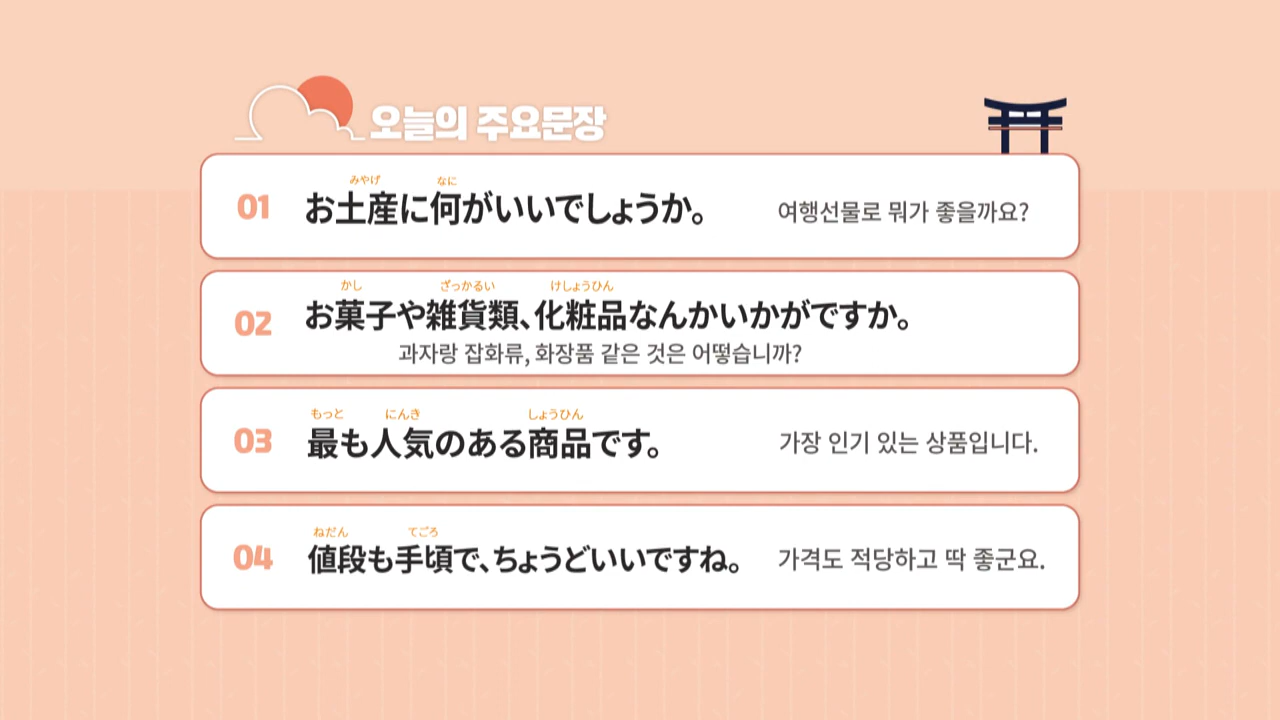 오늘의 주요문장
みやげ なに
01 お土産に何がいいでしょうか。 여행선물로 뭐가 좋을까요?
かし ざっかるい けしょうひん
02 お菓子や雑貨類、化粧品なんかいかがですか。
과자랑 잡화류, 화장품 같은 것은 어떻습니까?
もっと にんき しょうひん
03 最も人気のある商品です。 가장 인기 있는 상품입니다.
ねだん てごろ
04 値段も手頃で、ちょうどいいですね。 가격도 적당하고 딱 좋군요.